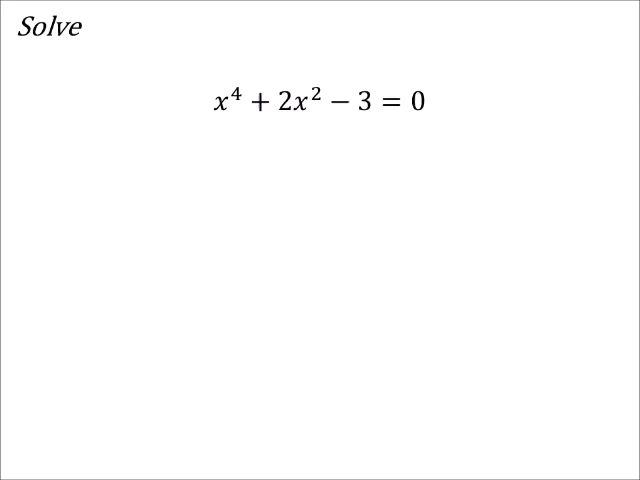 Solve
x⁴ + 2x² − 3 = 0